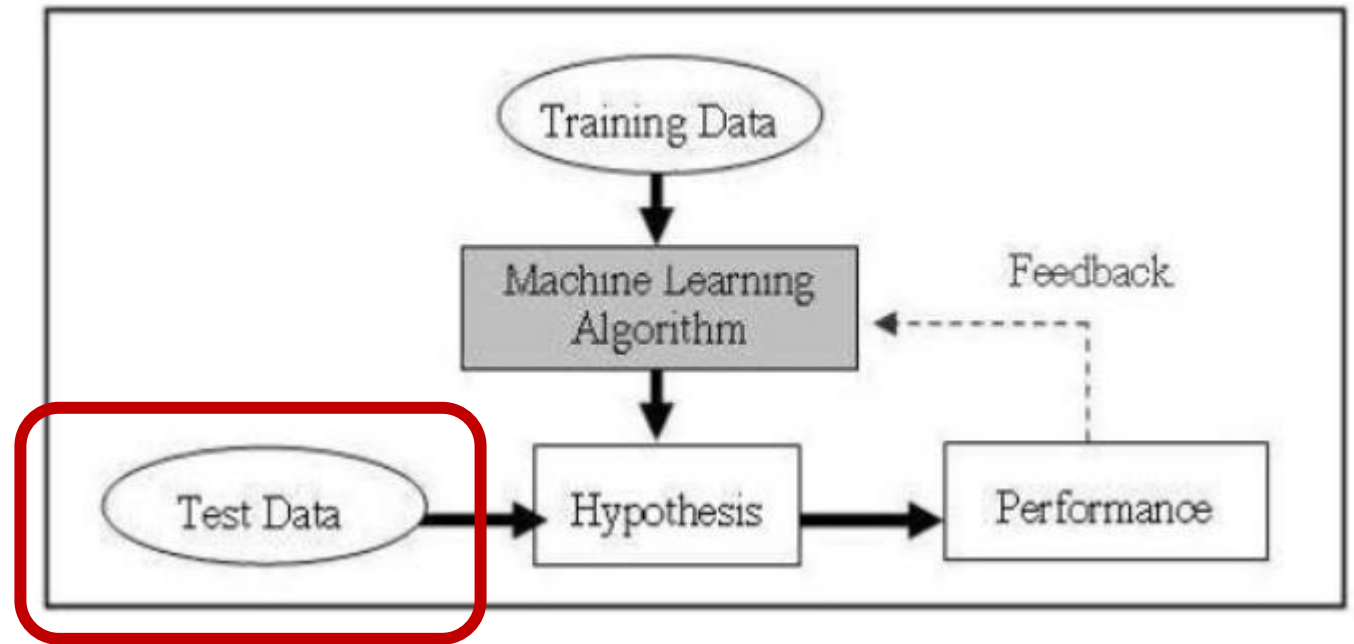 Training Data
Machine Learning
Algorithm
Feedback
Test Data
Hypothesis
Performance